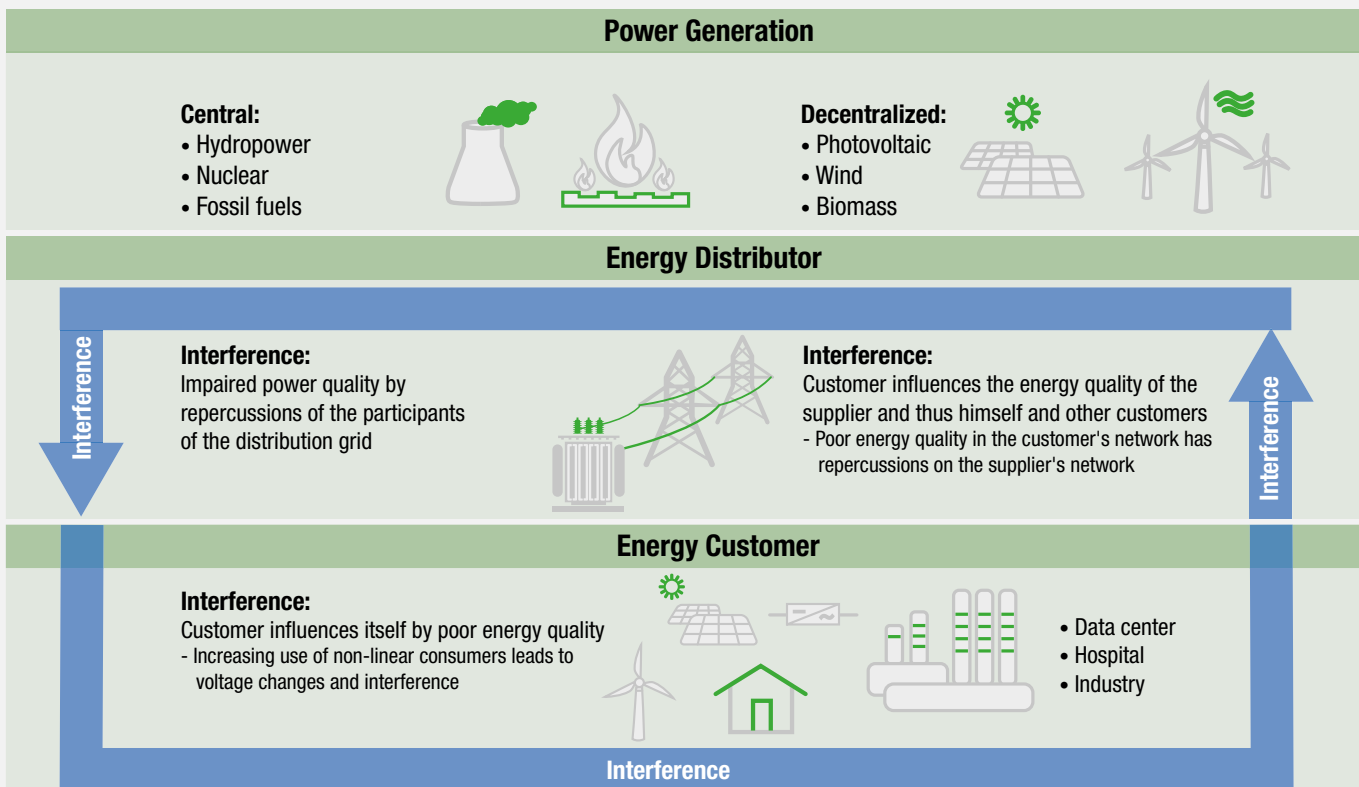 Power Generation
Central:
• Hydropower
• Nuclear
• Fossil fuels
Decentralized:
• Photovoltaic
• Wind
• Biomass
Energy Distributor
Interference
Interference:
Impaired power quality by
repercussions of the participants
of the distribution grid
Interference:
Customer influences the energy quality of the
supplier and thus himself and other customers
- Poor energy quality in the customer's network has
repercussions on the supplier's network
Interference
Energy Customer
Interference:
Customer influences itself by poor energy quality
- Increasing use of non-linear consumers leads to
voltage changes and interference
• Data center
• Hospital
• Industry
Interference